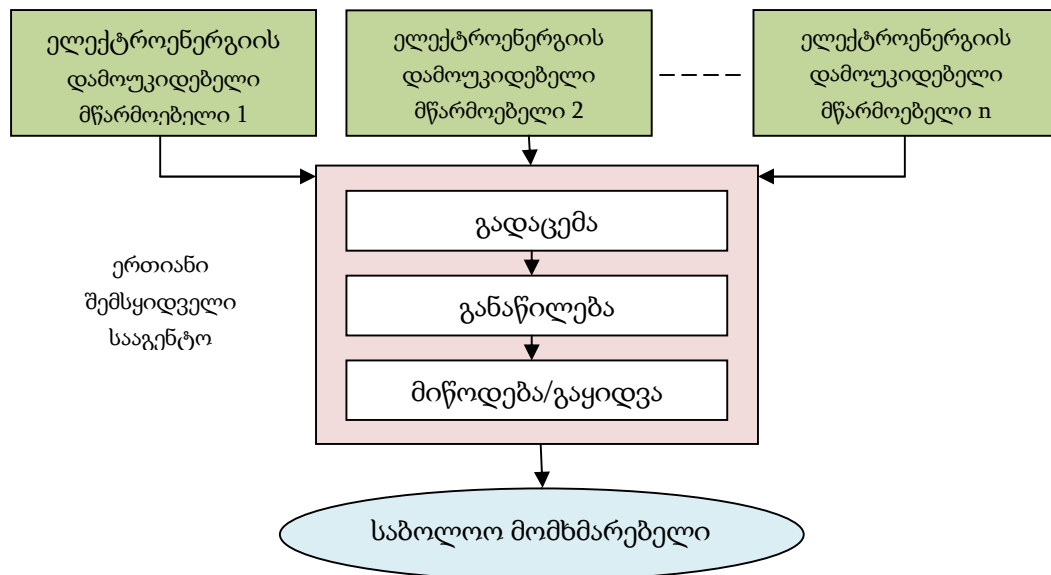 ელექტროენერგიის
დამოუკიდებელი
მწარმოებელი 1
ელექტროენერგიის
დამოუკიდებელი
მწარმოებელი 2
ელექტროენერგიის
დამოუკიდებელი
მწარმოებელი n
გადაცემა
განაწილება
მიწოდება/გაყიდვა
ერთიანი
შემსყიდველი
სააგენტო
საბოლოო მომხმარებელი